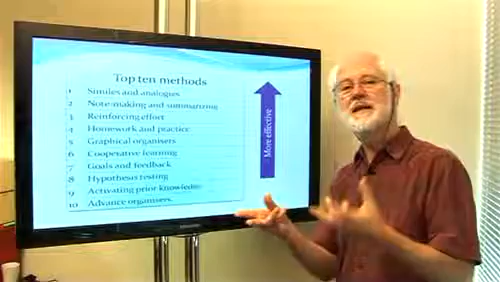 Top ten methods
1 Similes and analogies
2 Note making and summarizing
3 Reinforcing effort
4 Homework and practice
5 Graphical organisers
6 Cooperative learning
7 Goals and feedback
8 Hypothesis testing
9 Activating prior knowledge
10 Advance organisers
More effective